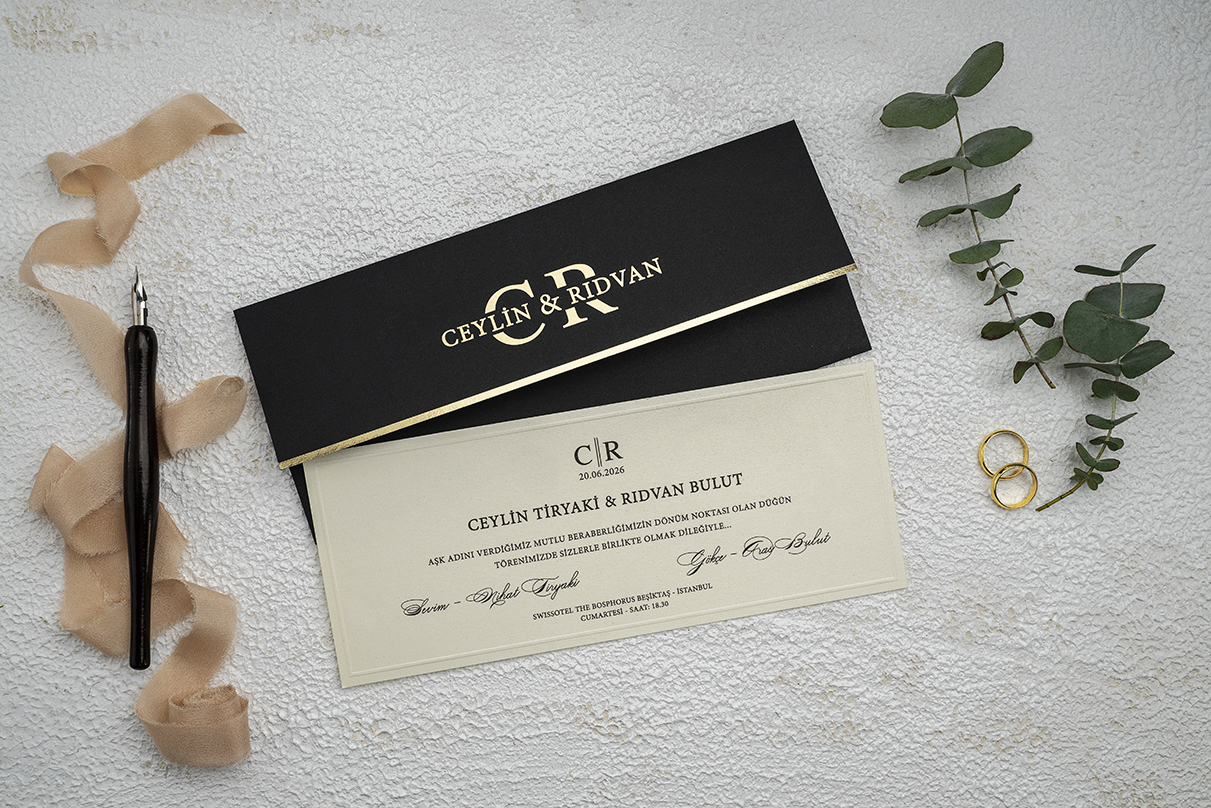 CR
CEYLİN & RIDVAN
C R
20.06.2026
CEYLİN TİRYAKİ & RIDVAN BULUT
AŞK ADINI VERDİĞİMİZ MUTLU BERABERLİĞİMİZİN DÖNÜM NOKTASI OLAN DÜĞÜN
TÖRENİMİZDE SİZLERLE BİRLİKTE OLMAK DİLEĞİYLE...
Sevim - Nihat Tiryaki
Gökçe - Aray Bulut
SWISSOTEL THE BOSPHORUS BEŞİKTAŞ - İSTANBUL
CUMARTESİ - SAAT: 18.30